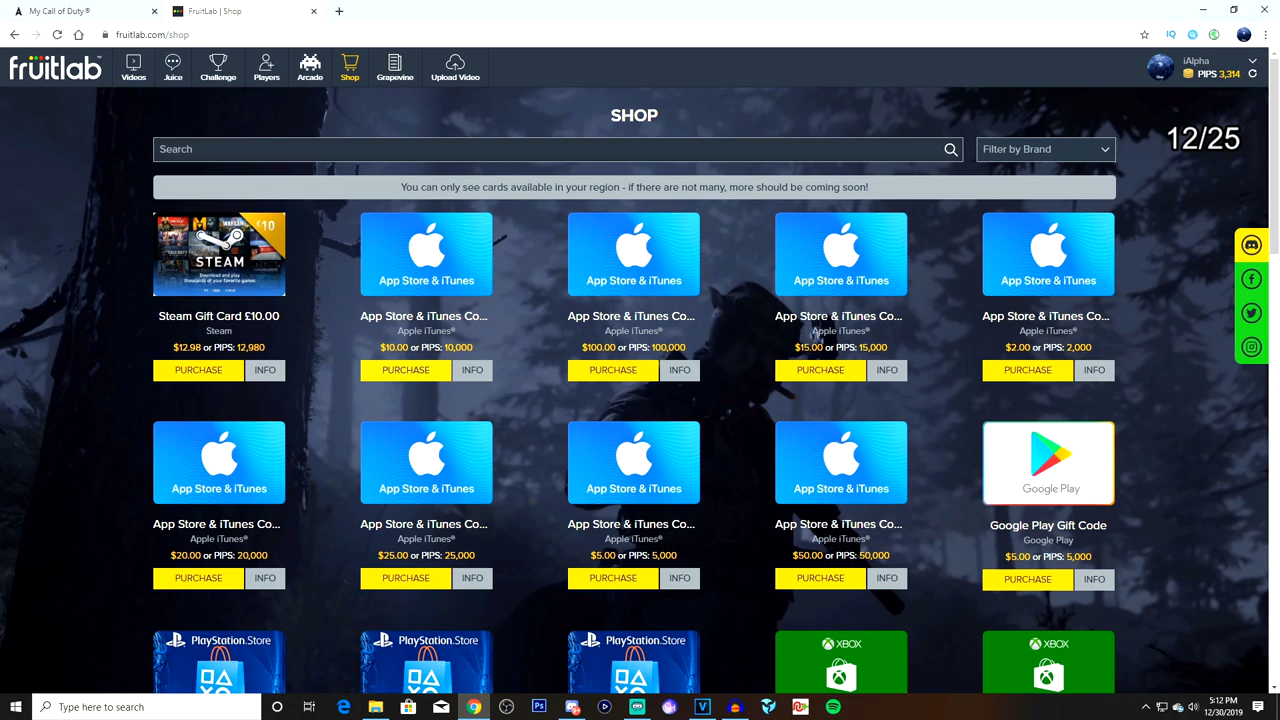 My Call of Duty®
FruitLab | Shop
fruitlab.com/shop
fruitlab
Videos
Juice
Challenge
Players
Arcade
Shop
Grapevine
Upload Video
iAlpha
PIPS 3,314
SHOP
Search
Filter by Brand
12/25
You can only see cards available in your region - if there are not many, more should be coming soon!
£10
STEAM
Download and play
thousands of your favorite games
App Store & iTunes
App Store & iTunes
App Store & iTunes
App Store & iTunes
Steam Gift Card £10.00
App Store & iTunes Co...
App Store & iTunes Co...
App Store & iTunes Co...
App Store & iTunes Co...
Steam
Apple iTunes®
Apple iTunes®
Apple iTunes®
Apple iTunes®
$12.98 or PIPS: 12,980
$10.00 or PIPS: 10,000
$100.00 or PIPS: 100,000
$15.00 or PIPS: 15,000
$2.00 or PIPS: 2,000
PURCHASE INFO
PURCHASE INFO
PURCHASE INFO
PURCHASE INFO
PURCHASE INFO
App Store & iTunes
App Store & iTunes
App Store & iTunes
App Store & iTunes
Google Play
App Store & iTunes Co...
App Store & iTunes Co...
App Store & iTunes Co...
App Store & iTunes Co...
Google Play Gift Code
Apple iTunes®
Apple iTunes®
Apple iTunes®
Apple iTunes®
Google Play
$20.00 or PIPS: 20,000
$25.00 or PIPS: 25,000
$5.00 or PIPS: 5,000
$50.00 or PIPS: 50,000
$5.00 or PIPS: 5,000
PURCHASE INFO
PURCHASE INFO
PURCHASE INFO
PURCHASE INFO
PURCHASE INFO
PlayStation.Store
PlayStation.Store
PlayStation.Store
XBOX
XBOX
Type here to search
5:12 PM
12/30/2019